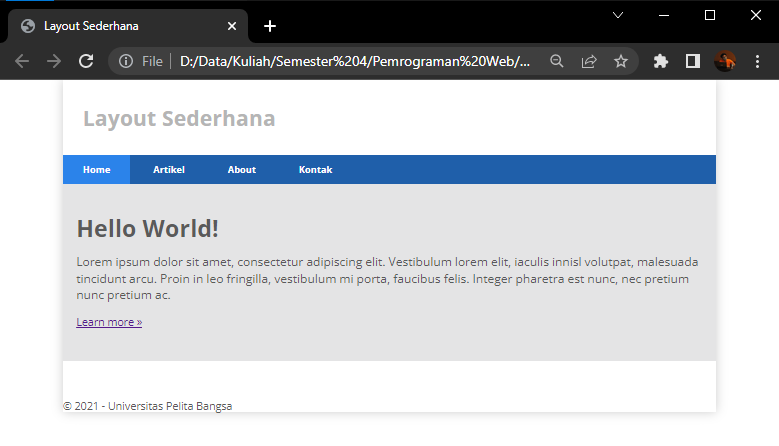 Layout Sederhana
File D:/Data/Kuliah/Semester%204/Pemrograman%20Web/...
Layout Sederhana
Home Artikel About Kontak
Hello World!
Lorem ipsum dolor sit amet, consectetur adipiscing elit. Vestibulum lorem elit, iaculis innisl volutpat, malesuada
tincidunt arcu. Proin in leo fringilla, vestibulum mi porta, faucibus felis. Integer pharetra est nunc, nec pretium
nunc pretium ac.
Learn more »
© 2021 - Universitas Pelita Bangsa